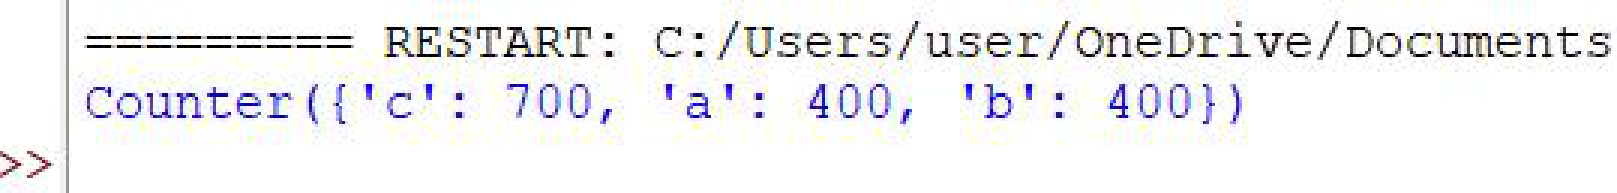 ========= RESTART: C:/Users/user/OneDrive/Documents
Counter({'c': 700, 'a': 400, 'b': 400})
>>